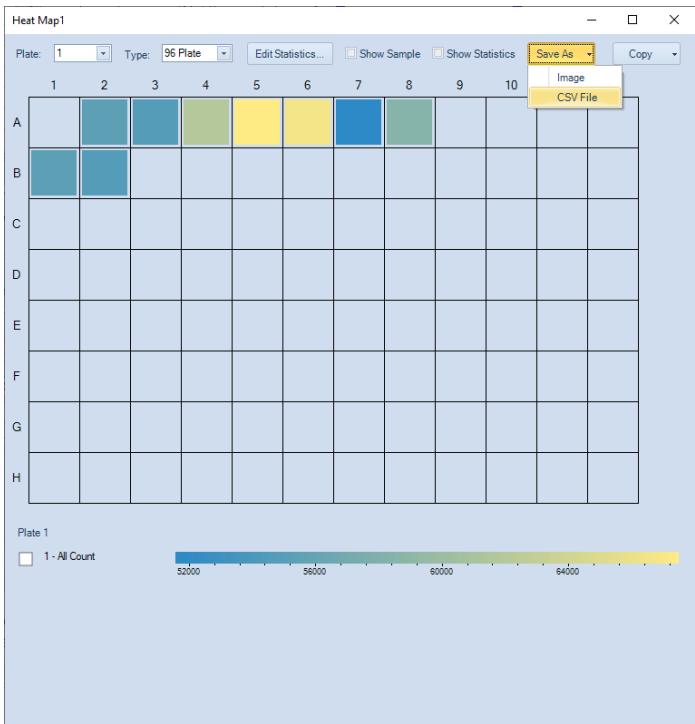 Heat Map1
Plate: 1 Type: 96 Plate Edit Statistics... Show Sample Show Statistics Save As Copy
Image
CSV File
1 2 3 4 5 6 7 8 9 10
A
B
C
D
E
F
G
H
Plate 1
1 - All Count
52000 56000 60000 64000